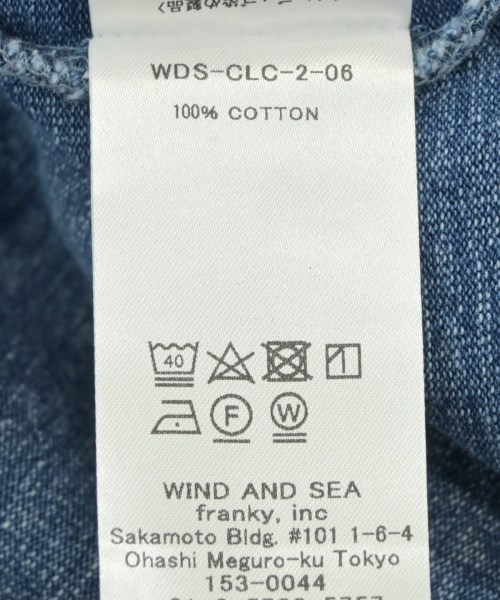 WDS-CLC-2-06
100% COTTON
40
F W
WIND AND SEA
franky, inc
Sakamoto Bldg. #101 1-6-4
Ohashi Meguro-ku Tokyo
153-0044